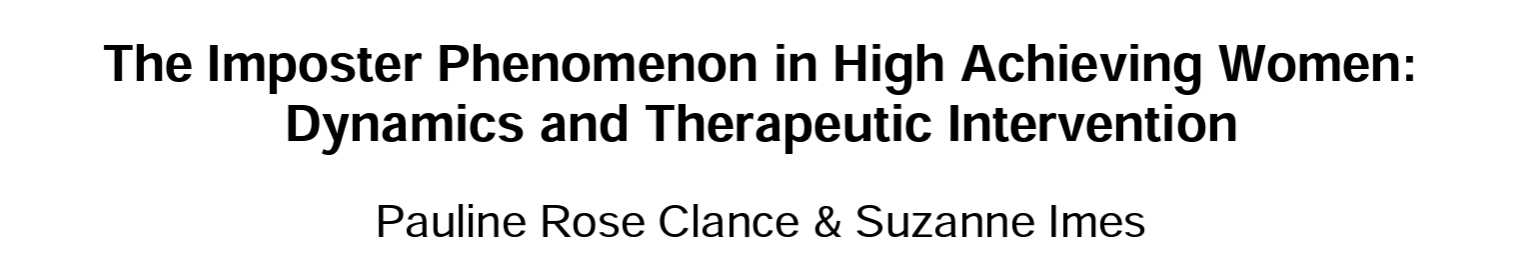 The Imposter Phenomenon in High Achieving Women:
Dynamics and Therapeutic Intervention
Pauline Rose Clance & Suzanne Imes